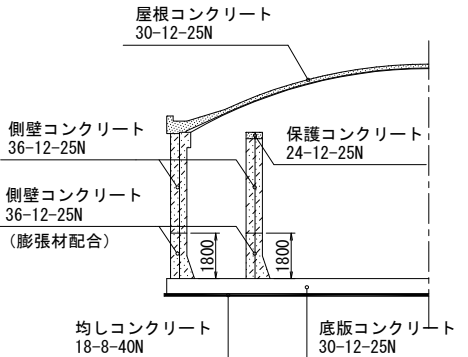 屋根コンクリート
30-12-25N
側壁コンクリート
36-12-25N
保護コンクリート
24-12-25N
側壁コンクリート
36-12-25N
(膨張材配合)
1800
1800
均しコンクリート
18-8-40N
底版コンクリート
30-12-25N